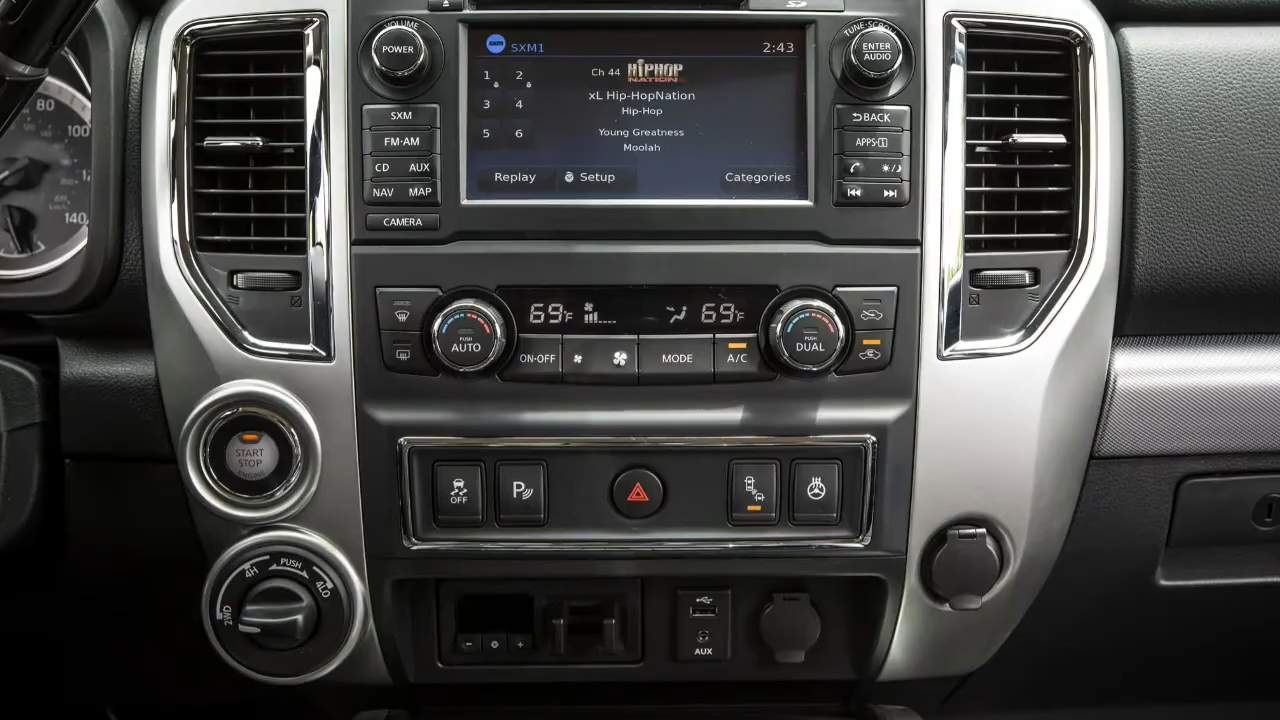 VOLUME
POWER
SXM
FM·AM
CD AUX
NAV MAP
CAMERA
SXM1
2:43
1 2
3 4
5 6
Ch 44 HIPHOP NATION
xL Hip-HopNation
Hip-Hop
Young Greatness
Moolah
Replay
Setup
Categories
TUNE·SCROLL
ENTER
AUDIO
BACK
APPS·i
80
100
140
69°F
69°F
PUSH
AUTO
ON·OFF
MODE
A/C
PUSH
DUAL
START
STOP
ENGINE
OFF
P
PUSH
2WD
4H
4LO
AUX